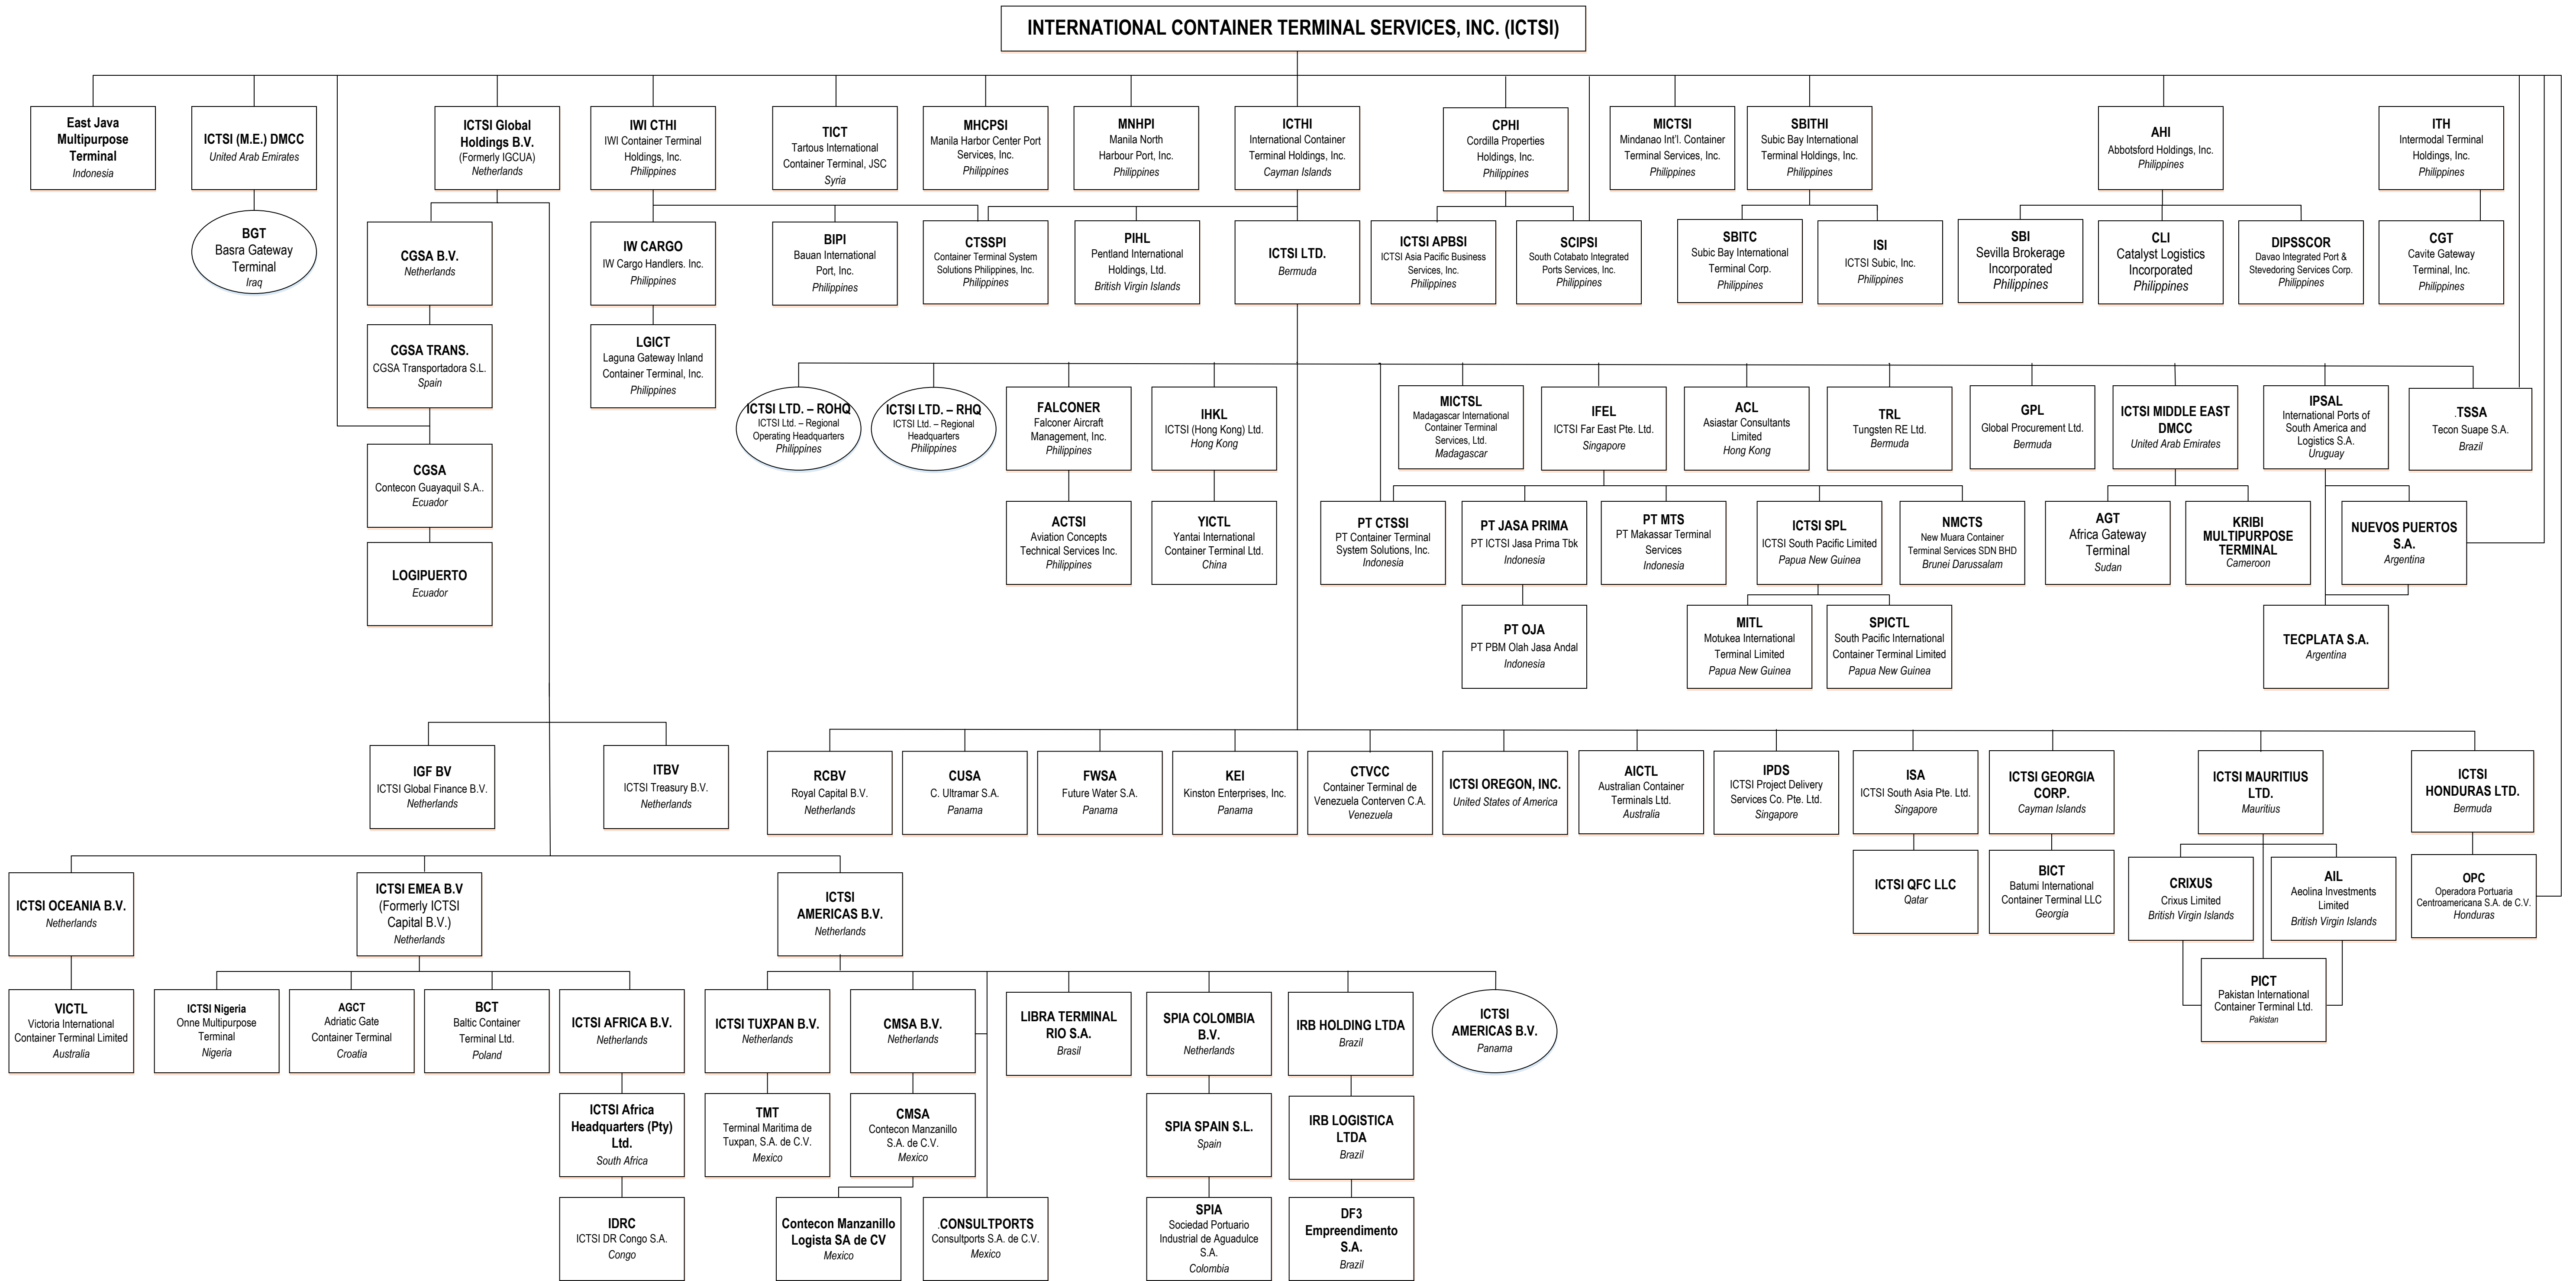 INTERNATIONAL CONTAINER TERMINAL SERVICES, INC. (ICTSI)
East Java
Multipurpose
Terminal
Indonesia
ICTSI (M.E.) DMCC
United Arab Emirates
ICTSI Global
Holdings B.V.
(Formerly IGCUA)
Netherlands
IWI CTHI
IWI Container Terminal
Holdings, Inc.
Philippines
TICT
Tartous International
Container Terminal, JSC
Syria
MHCPSI
Manila Harbor Center Port
Services, Inc.
Philippines
MNHPI
Manila North
Harbour Port, Inc.
Philippines
ICTHI
International Container
Terminal Holdings, Inc.
Cayman Islands
CPHI
Cordilla Properties
Holdings, Inc.
Philippines
MICTSI
Mindanao Int'l. Container
Terminal Services, Inc.
Philippines
SBITHI
Subic Bay International
Terminal Holdings, Inc.
Philippines
AHI
Abbotsford Holdings, Inc.
Philippines
ITH
Intermodal Terminal
Holdings, Inc.
Philippines
BGT
Basra Gateway
Terminal
Iraq
CGSA B.V.
Netherlands
IW CARGO
IW Cargo Handlers. Inc.
Philippines
BIPI
Bauan International
Port, Inc.
Philippines
CTSSPI
Container Terminal System
Solutions Philippines, Inc.
Philippines
PIHL
Pentland International
Holdings, Ltd.
British Virgin Islands
ICTSI LTD.
Bermuda
ICTSI APBSI
ICTSI Asia Pacific Business
Services, Inc.
Philippines
SCIPSI
South Cotabato Integrated
Ports Services, Inc.
Philippines
SBITC
Subic Bay International
Terminal Corp.
Philippines
ISI
ICTSI Subic, Inc.
Philippines
SBI
Sevilla Brokerage
Incorporated
Philippines
CLI
Catalyst Logistics
Incorporated
Philippines
DIPSSCOR
Davao Integrated Port &
Stevedoring Services Corp.
Philippines
CGT
Cavite Gateway
Terminal, Inc.
Philippines
CGSA TRANS.
CGSA Transportadora S.L.
Spain
LGICT
Laguna Gateway Inland
Container Terminal, Inc.
Philippines
ICTSI LTD. – ROHQ
ICTSI Ltd. – Regional
Operating Headquarters
Philippines
ICTSI LTD. – RHQ
ICTSI Ltd. – Regional
Headquarters
Philippines
FALCONER
Falconer Aircraft
Management, Inc.
Philippines
IHKL
ICTSI (Hong Kong) Ltd.
Hong Kong
MICTSL
Madagascar International
Container Terminal
Services, Ltd.
Madagascar
IFEL
ICTSI Far East Pte. Ltd.
Singapore
ACL
Asiastar Consultants
Limited
Hong Kong
TRL
Tungsten RE Ltd.
Bermuda
GPL
Global Procurement Ltd.
Bermuda
ICTSI MIDDLE EAST
DMCC
United Arab Emirates
IPSAL
International Ports of
South America and
Logistics S.A.
Uruguay
.TSSA
Tecon Suape S.A.
Brazil
CGSA
Contecon Guayaquil S.A..
Ecuador
ACTSI
Aviation Concepts
Technical Services Inc.
Philippines
YICTL
Yantai International
Container Terminal Ltd.
China
PT CTSSI
PT Container Terminal
System Solutions, Inc.
Indonesia
PT JASA PRIMA
PT ICTSI Jasa Prima Tbk
Indonesia
PT MTS
PT Makassar Terminal
Services
Indonesia
ICTSI SPL
ICTSI South Pacific Limited
Papua New Guinea
NMCTS
New Muara Container
Terminal Services SDN BHD
Brunei Darussalam
AGT
Africa Gateway
Terminal
Sudan
KRIBI
MULTIPURPOSE
TERMINAL
Cameroon
NUEVOS PUERTOS
S.A.
Argentina
LOGIPUERTO
Ecuador
PT OJA
PT PBM Olah Jasa Andal
Indonesia
MITL
Motukea International
Terminal Limited
Papua New Guinea
SPICTL
South Pacific International
Container Terminal Limited
Papua New Guinea
TECPLATA S.A.
Argentina
IGF BV
ICTSI Global Finance B.V.
Netherlands
ITBV
ICTSI Treasury B.V.
Netherlands
RCBV
Royal Capital B.V.
Netherlands
CUSA
C. Ultramar S.A.
Panama
FWSA
Future Water S.A.
Panama
KEI
Kinston Enterprises, Inc.
Panama
CTVCC
Container Terminal de
Venezuela Conterven C.A.
Venezuela
ICTSI OREGON, INC.
United States of America
AICTL
Australian Container
Terminals Ltd.
Australia
IPDS
ICTSI Project Delivery
Services Co. Pte. Ltd.
Singapore
ISA
ICTSI South Asia Pte. Ltd.
Singapore
ICTSI GEORGIA
CORP.
Cayman Islands
ICTSI MAURITIUS
LTD.
Mauritius
ICTSI
HONDURAS LTD.
Bermuda
ICTSI OCEANIA B.V.
Netherlands
ICTSI EMEA B.V
(Formerly ICTSI
Capital B.V.)
Netherlands
ICTSI
AMERICAS B.V.
Netherlands
ICTSI QFC LLC
Qatar
BICT
Batumi International
Container Terminal LLC
Georgia
CRIXUS
Crixus Limited
British Virgin Islands
AIL
Aeolina Investments
Limited
British Virgin Islands
OPC
Operadora Portuaria
Centroamericana S.A. de C.V.
Honduras
PICT
Pakistan International
Container Terminal Ltd.
Pakistan
VICTL
Victoria International
Container Terminal Limited
Australia
ICTSI Nigeria
Onne Multipurpose
Terminal
Nigeria
AGCT
Adriatic Gate
Container Terminal
Croatia
BCT
Baltic Container
Terminal Ltd.
Poland
ICTSI AFRICA B.V.
Netherlands
ICTSI TUXPAN B.V.
Netherlands
CMSA B.V.
Netherlands
LIBRA TERMINAL
RIO S.A.
Brasil
SPIA COLOMBIA
B.V.
Netherlands
IRB HOLDING LTDA
Brazil
ICTSI
AMERICAS B.V.
Panama
ICTSI Africa
Headquarters (Pty)
Ltd.
South Africa
TMT
Terminal Maritima de
Tuxpan, S.A. de C.V.
Mexico
CMSA
Contecon Manzanillo
S.A. de C.V.
Mexico
SPIA SPAIN S.L.
Spain
IRB LOGISTICA
LTDA
Brazil
IDRC
ICTSI DR Congo S.A.
Congo
Contecon Manzanillo
Logista SA de CV
Mexico
.CONSULTPORTS
Consultports S.A. de C.V.
Mexico
SPIA
Sociedad Portuario
Industrial de Aguadulce
S.A.
Colombia
DF3
Empreendimento
S.A.
Brazil